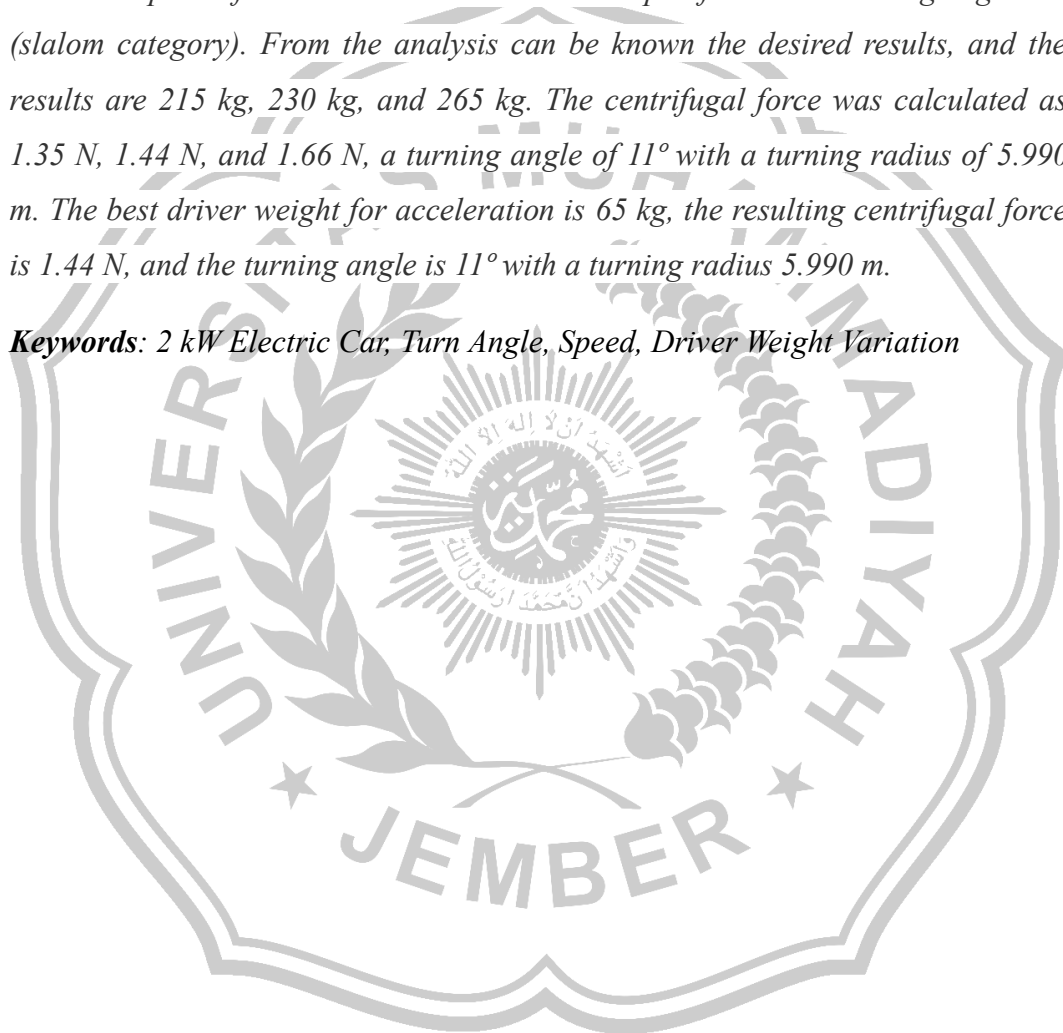 (slalom category). From the analysis can be known the desired results, and the
results are 215 kg, 230 kg, and 265 kg. The centrifugal force was calculated as
1.35 N, 1.44 N, and 1.66 N, a turning angle of 11º with a turning radius of 5.990
m. The best driver weight for acceleration is 65 kg, the resulting centrifugal force
is 1.44 N, and the turning angle is 11º with a turning radius 5.990 m.
Keywords: 2 kW Electric Car, Turn Angle, Speed, Driver Weight Variation
UNIVERSITAS MUHAMMADIYAH
JEMBER